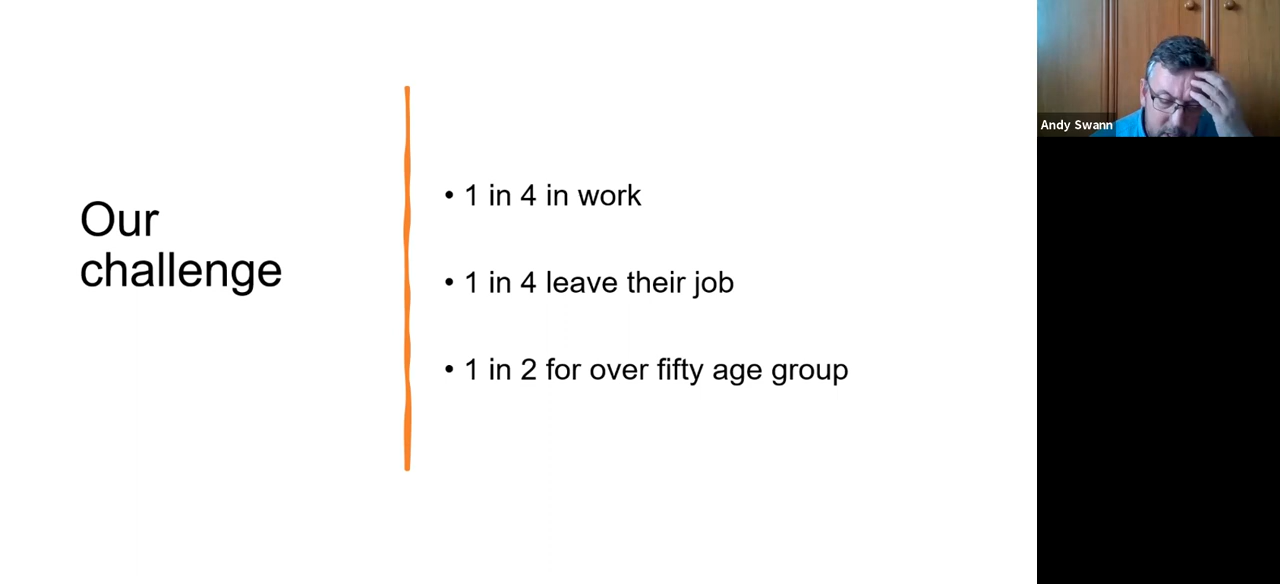 Our
challenge
• 1 in 4 in work
• 1 in 4 leave their job
• 1 in 2 for over fifty age group
Andy Swann